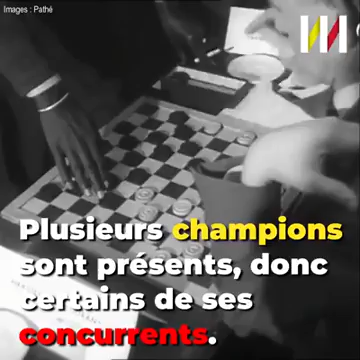 Images : Pathé
Plusieurs champions
sont présents, donc
certains de ses
concurrents.